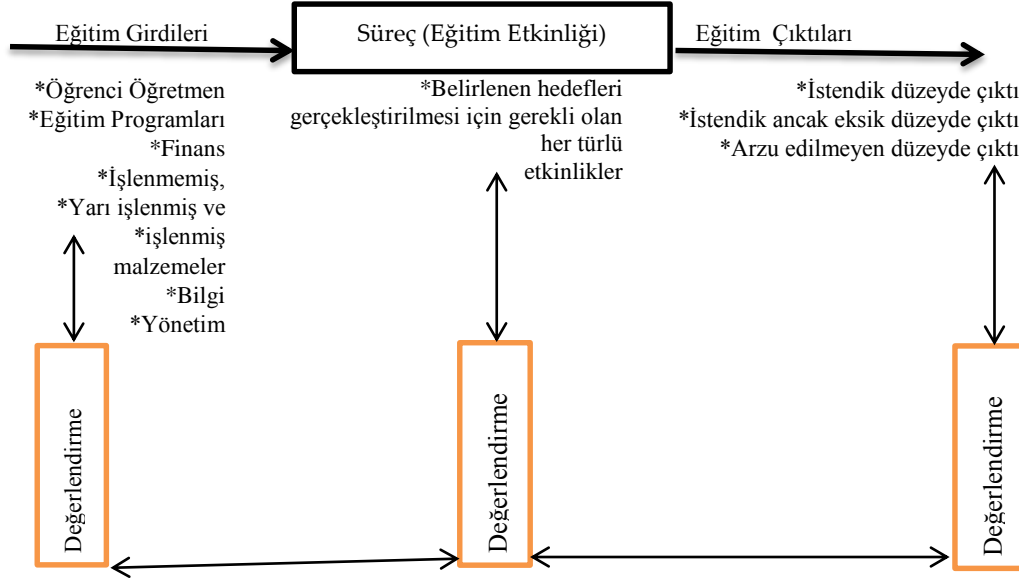 Eğitim Girdileri
Süreç (Eğitim Etkinliği)
Eğitim Çıktıları
*Öğrenci Öğretmen
*Eğitim Programları
*Finans
*İşlenmemiş,
*Yarı işlenmiş ve
*işlenmiş
malzemeler
*Bilgi
*Yönetim
*Belirlenen hedefleri
gerçekleştirilmesi için gerekli olan
her türlü
etkinlikler
*İstendik düzeyde çıktı
*İstendik ancak eksik düzeyde çıktı
*Arzu edilmeyen düzeyde çıktı
Değerlendirme
Değerlendirme
Değerlendirme